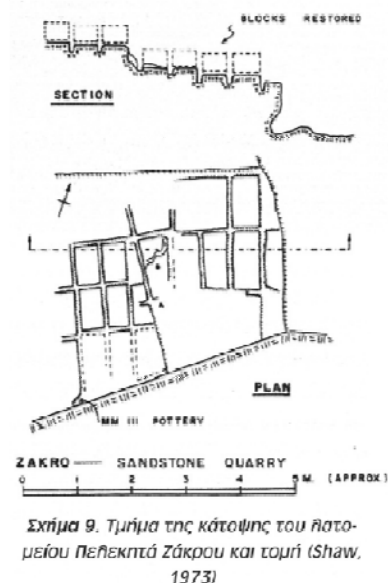 BLOCKS RESTORED
SECTION
B
A
PLAN
MM III POTTERY
ZAKRO — SANDSTONE QUARRY
0 1 2 3 4 5 M. (APPROX.)
Σχήμα 9. Τμήμα της κάτοψης του λατο-
μείου Πελεκητά Ζάκρου και τομή (Shaw,
1973)